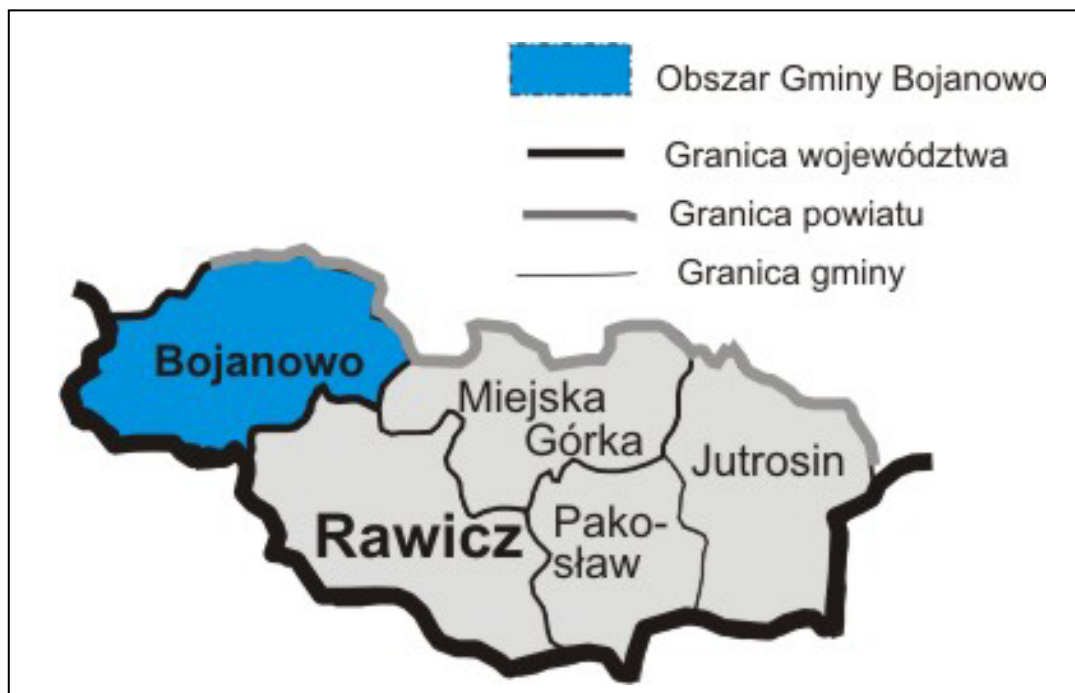 Obszar Gminy Bojanowo
Granica województwa
Granica powiatu
Granica gminy
Bojanowo
Miejska
Górka
Jutrosin
Rawicz
Pako-
sław